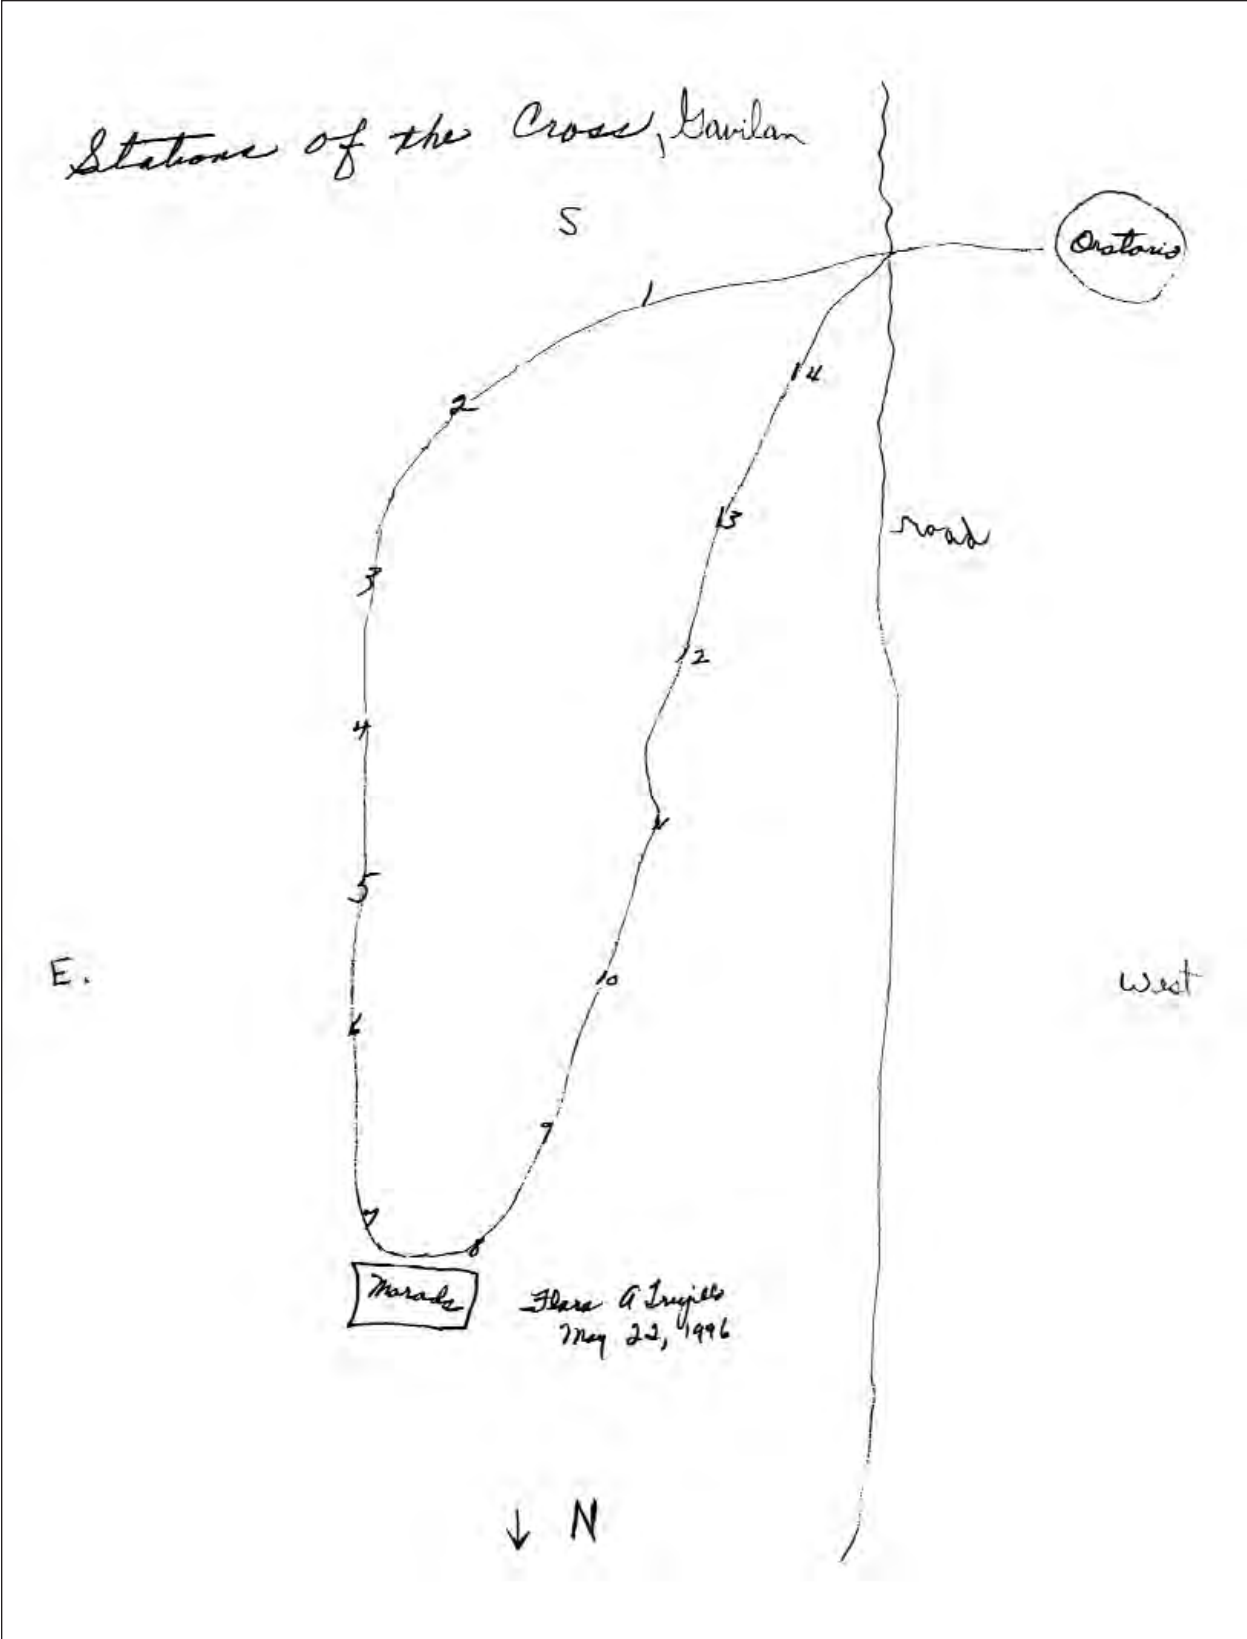 Stations of the Cross, Gavilan
S
Oratorio
1
14
2
13
road
3
12
4
11
5
E.
10
West
6
9
7
8
Morada
Flora A Trujillo
May 22, 1996
↓ N